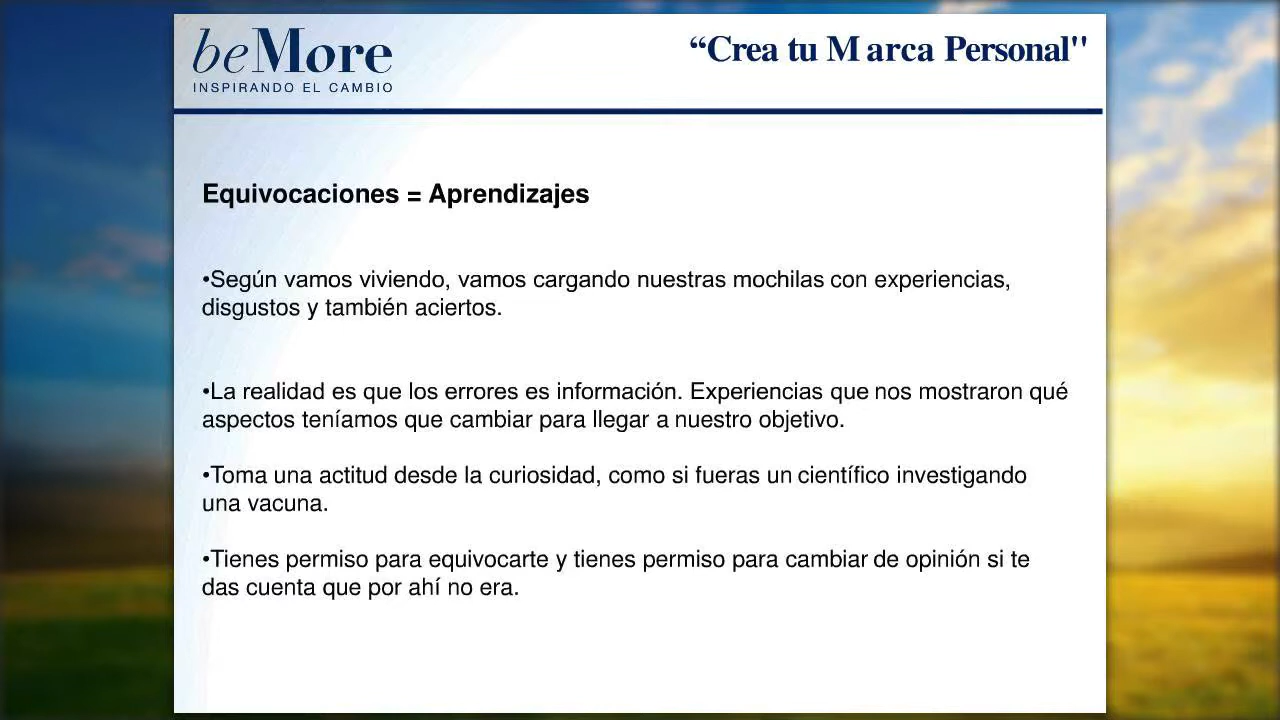 beMore
INSPIRANDO EL CAMBIO
“Crea tu Marca Personal"
Equivocaciones = Aprendizajes
•Según vamos viviendo, vamos cargando nuestras mochilas con experiencias,
disgustos y también aciertos.
•La realidad es que los errores es información. Experiencias que nos mostraron qué
aspectos teníamos que cambiar para llegar a nuestro objetivo.
•Toma una actitud desde la curiosidad, como si fueras un científico investigando
una vacuna.
•Tienes permiso para equivocarte y tienes permiso para cambiar de opinión si te
das cuenta que por ahí no era.